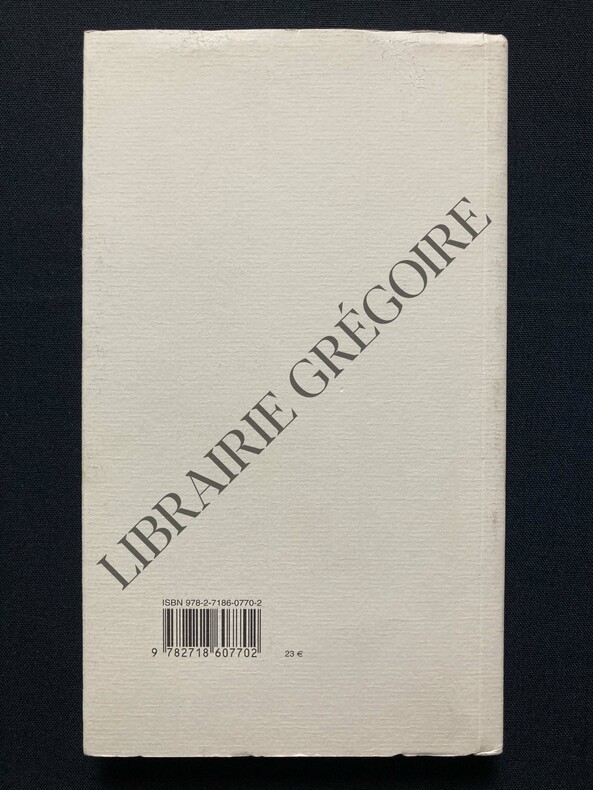 LIBRAIRIE GRÉGOIRE
ISBN 978-2-7186-0770-2
9 782718 607702
23 €